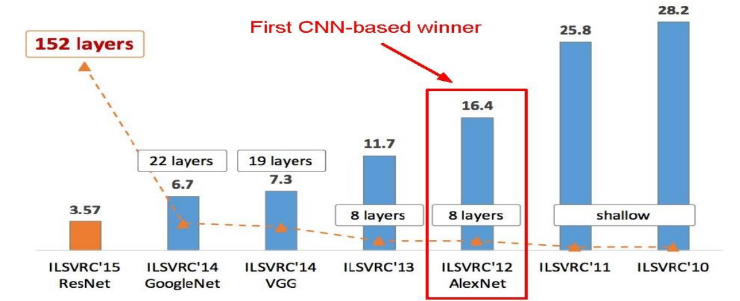 First CNN-based winner
28.2
25.8
152 layers
16.4
11.7
22 layers
19 layers
6.7
7.3
3.57
8 layers
8 layers
shallow
ILSVRC'15
ResNet
ILSVRC'14
GoogleNet
ILSVRC'14
VGG
ILSVRC'13
ILSVRC'12
AlexNet
ILSVRC'11
ILSVRC'10